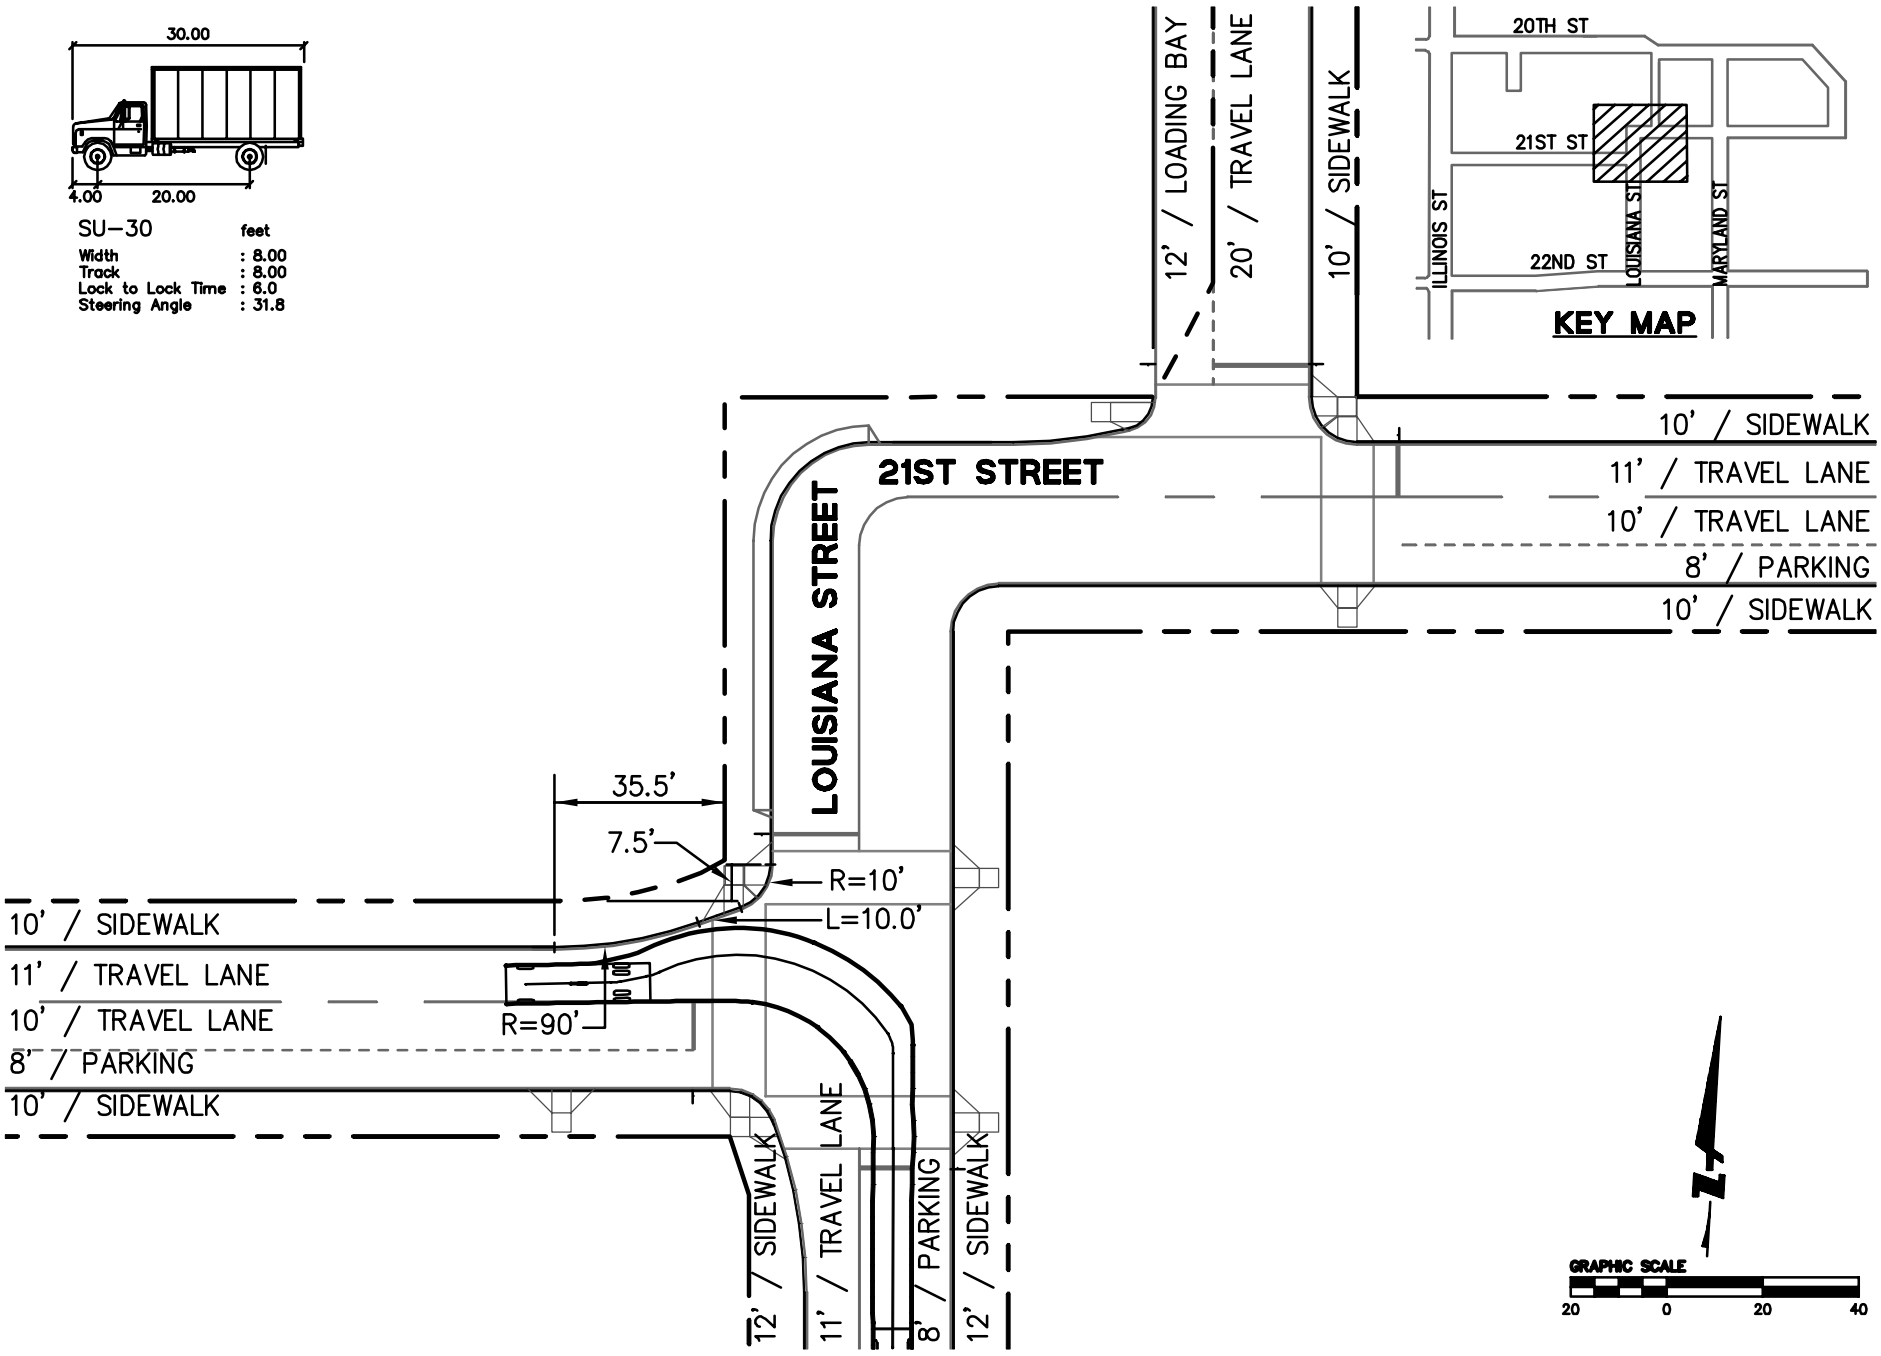 30.00
4.00 20.00
SU-30 feet
Width : 8.00
Track : 8.00
Lock to Lock Time : 6.0
Steering Angle : 31.8
12' / LOADING BAY
20' / TRAVEL LANE
10' / SIDEWALK
20TH ST
21ST ST
22ND ST
ILLINOIS ST
LOUISIANA ST
MARYLAND ST
KEY MAP
10' / SIDEWALK
11' / TRAVEL LANE
10' / TRAVEL LANE
8' / PARKING
10' / SIDEWALK
21ST STREET
LOUISIANA STREET
35.5'
7.5'
R=10'
L=10.0'
R=90'
10' / SIDEWALK
11' / TRAVEL LANE
10' / TRAVEL LANE
8' / PARKING
10' / SIDEWALK
12' / SIDEWALK
11' / TRAVEL LANE
8' / PARKING
12' / SIDEWALK
N
GRAPHIC SCALE
20 0 20 40